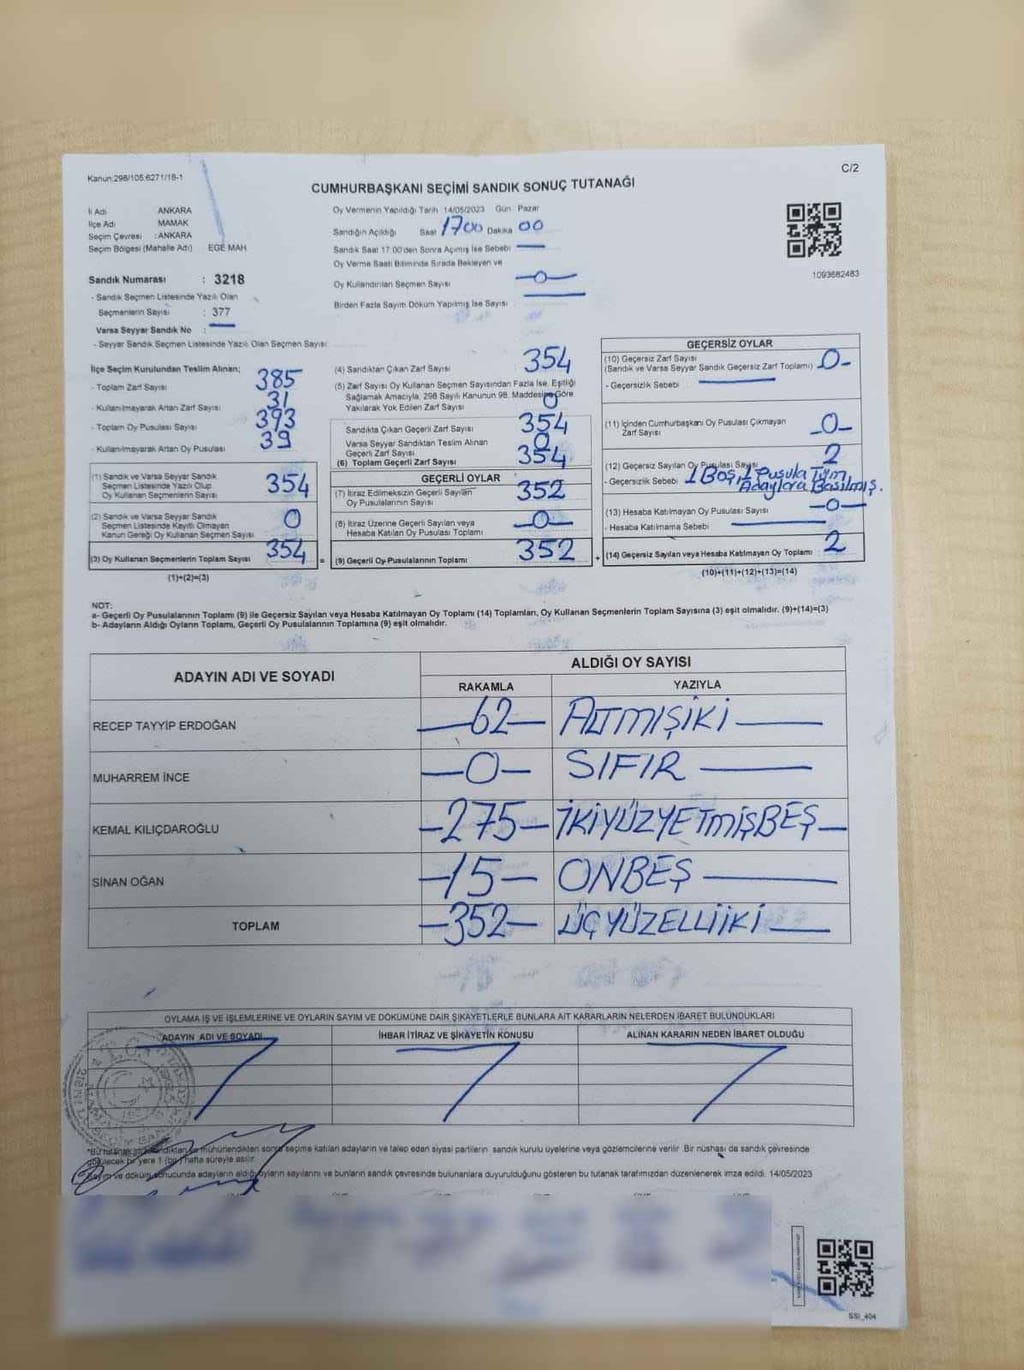 Kanun:298/105;6271/18-1
C/2
CUMHURBAŞKANI SEÇİMİ SANDIK SONUÇ TUTANAĞI
İl Adı ANKARA
İlçe Adı MAMAK
Seçim Çevresi : ANKARA
Seçim Bölgesi (Mahalle Adı) EGE MAH
Sandık Numarası : 3218
- Sandık Seçmen Listesinde Yazılı Olan
Seçmenlerin Sayısı : 377
Varsa Seyyar Sandık No :
- Seyyar Sandık Seçmen Listesinde Yazılı Olan Seçmen Sayısı:
Oy Vermenin Yapıldığı Tarih 14/05/2023 Gün Pazar
Sandığın Açıldığı Saat 1700 Dakika 00
Sandık Saat 17:00'den Sonra Açımış İse Sebebi
Oy Verme Saati Bitiminde Sırada Bekleyen ve
Oy Kullandırılan Seçmen Sayısı -0-
Birden Fazla Sayım Döküm Yapılmış İse Sayısı
1093682483
İlçe Seçim Kurulundan Teslim Alınan;
- Toplam Zarf Sayısı 385
- Kullanılmayarak Artan Zarf Sayısı 31
- Toplam Oy Pusulası Sayısı 393
- Kullanılmayarak Artan Oy Pusulası 39
(1) Sandık ve Varsa Seyyar Sandık
Seçmen Listesinde Yazılı Olup
Oy Kullanan Seçmenlerin Sayısı 354
(2) Sandık ve Varsa Seyyar Sandık
Seçmen Listesinde Kayıtlı Olmayan
Kanun Gereği Oy Kullanan Seçmen Sayısı 0
(3) Oy Kullanan Seçmenlerin Toplam Sayısı 354 =
(1)+(2)=(3)
(4) Sandıktan Çıkan Zarf Sayısı 354
(5) Zarf Sayısı Oy Kullanan Seçmen Sayısından Fazla İse, Eşitliği
Sağlamak Amacıyla, 298 Sayılı Kanunun 98. Maddesine Göre
Yakılarak Yok Edilen Zarf Sayısı 0
Sandıkta Çıkan Geçerli Zarf Sayısı 354
Varsa Seyyar Sandıktan Teslim Alınan
Geçerli Zarf Sayısı 0
(6) Toplam Geçerli Zarf Sayısı 354
GEÇERLİ OYLAR
(7) İtiraz Edilmeksizin Geçerli Sayılan
Oy Pusulalarının Sayısı 352
(8) İtiraz Üzerine Geçerli Sayılan veya
Hesaba Katılan Oy Pusulası Toplamı -0-
(9) Geçerli Oy Pusulalarının Toplamı 352 +
GEÇERSİZ OYLAR
(10) Geçersiz Zarf Sayısı
(Sandık ve Varsa Seyyar Sandık Geçersiz Zarf Toplamı) -0-
- Geçersizlik Sebebi
(11) İçinden Cumhurbaşkanı Oy Pusulası Çıkmayan
Zarf Sayısı -0-
(12) Geçersiz Sayılan Oy Pusulası Sayısı 2
- Geçersizlik Sebebi 1 Boş, 1 Pusula Tüm
Adaylara Basılmış.
(13) Hesaba Katılmayan Oy Pusulası Sayısı -0-
- Hesaba Katılmama Sebebi
(14) Geçersiz Sayılan veya Hesaba Katılmayan Oy Toplamı 2
(10)+(11)+(12)+(13)=(14)
NOT:
a- Geçerli Oy Pusulalarının Toplamı (9) ile Geçersiz Sayılan veya Hesaba Katılmayan Oy Toplamı (14) Toplamları, Oy Kullanan Seçmenlerin Toplam Sayısına (3) eşit olmalıdır. (9)+(14)=(3)
b- Adayların Aldığı Oyların Toplamı, Geçerli Oy Pusulalarının Toplamına (9) eşit olmalıdır.
ADAYIN ADI VE SOYADI
ALDIĞI OY SAYISI
RAKAMLA YAZIYLA
RECEP TAYYİP ERDOĞAN -62- ALTMIŞİKİ
MUHARREM İNCE -0- SIFIR
KEMAL KILIÇDAROĞLU -275- İKİYÜZYETMİŞBEŞ
SİNAN OĞAN -15- ONBEŞ
TOPLAM -352- ÜÇYÜZELLİİKİ
OYLAMA İŞ VE İŞLEMLERİNE VE OYLARIN SAYIM VE DÖKÜMÜNE DAİR ŞİKAYETLERLE BUNLARA AİT KARARLARIN NELERDEN İBARET BULUNDUKLARI
ADAYIN ADI VE SOYADI İHBAR İTİRAZ VE ŞİKAYETİN KONUSU ALINAN KARARIN NEDEN İBARET OLDUĞU
*Bu tutanak sonra seçime katılan adayların ve talep eden siyasi partilerin sandık kurulu üyelerine veya gözlemcilerine verilir. Bir nüshası da sandık çevresinde
bir yere 1 (bir) hafta süreyle asılır.
Sayım ve döküm sonucunda adayların aldığı oyların sayılarını ve bunların sandık çevresinde bulunanlara duyurulduğunu gösteren bu tutanak tarafımızdan düzenlenerek imza edildi. 14/05/2023
SSİ_404